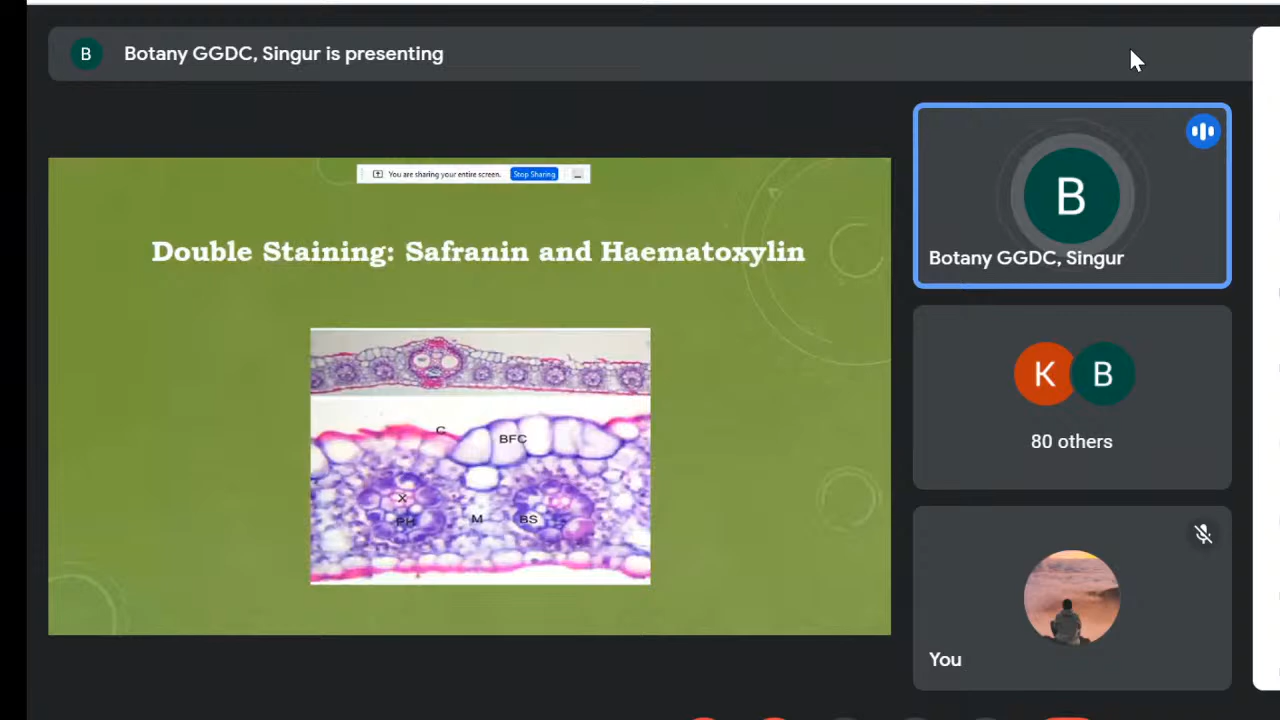 B Botany GGDC, Singur is presenting
You are sharing your entire screen. Stop Sharing
Double Staining: Safranin and Haematoxylin
C
BFC
X
PH
M
BS
B
Botany GGDC, Singur
K B
80 others
You